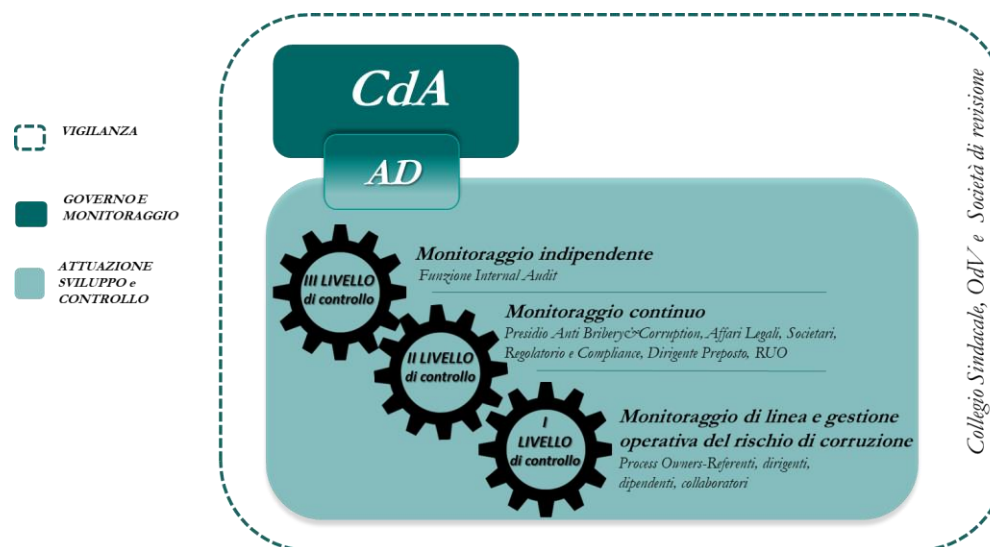 VIGILANZA
GOVERNO E
MONITORAGGIO
ATTUAZIONE
SVILUPPO e
CONTROLLO
CdA
AD
III LIVELLO
di controllo
Monitoraggio indipendente
Funzione Internal Audit
II LIVELLO
di controllo
Monitoraggio continuo
Presidio Anti Bribery&Corruption, Affari Legali, Societari,
Regolatorio e Compliance, Dirigente Preposto, RUO
I
LIVELLO
di controllo
Monitoraggio di linea e gestione
operativa del rischio di corruzione
Process Owners-Referenti, dirigenti,
dipendenti, collaboratori
Collegio Sindacale, OdV e Società di revisione